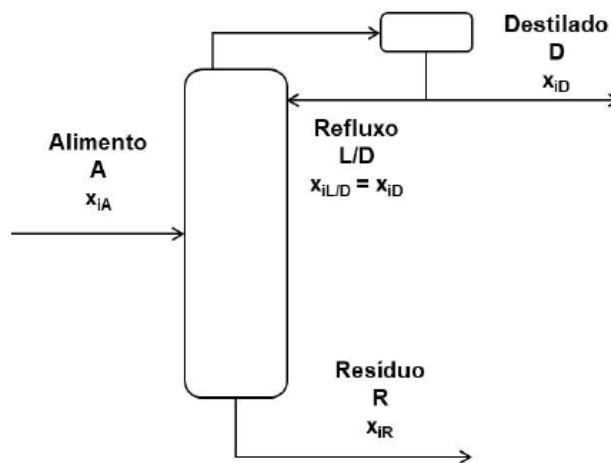 Destilado
D
x_iD
Refluxo
L/D
x_iL/D = x_iD
Alimento
A
x_iA
Resíduo
R
x_iR